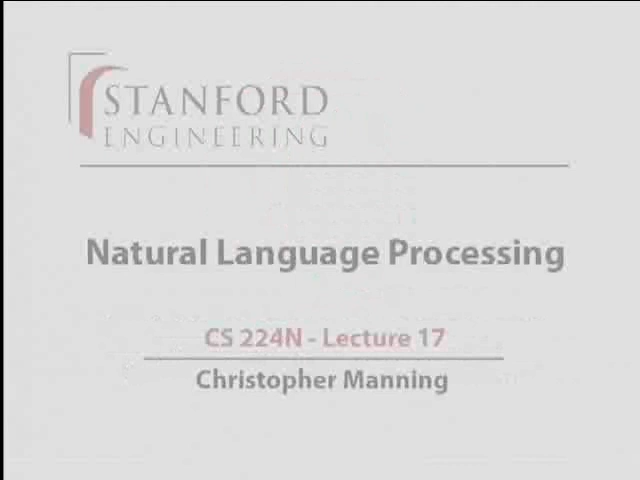 STANFORD
ENGINEERING
Natural Language Processing
CS 224N - Lecture 17
Christopher Manning